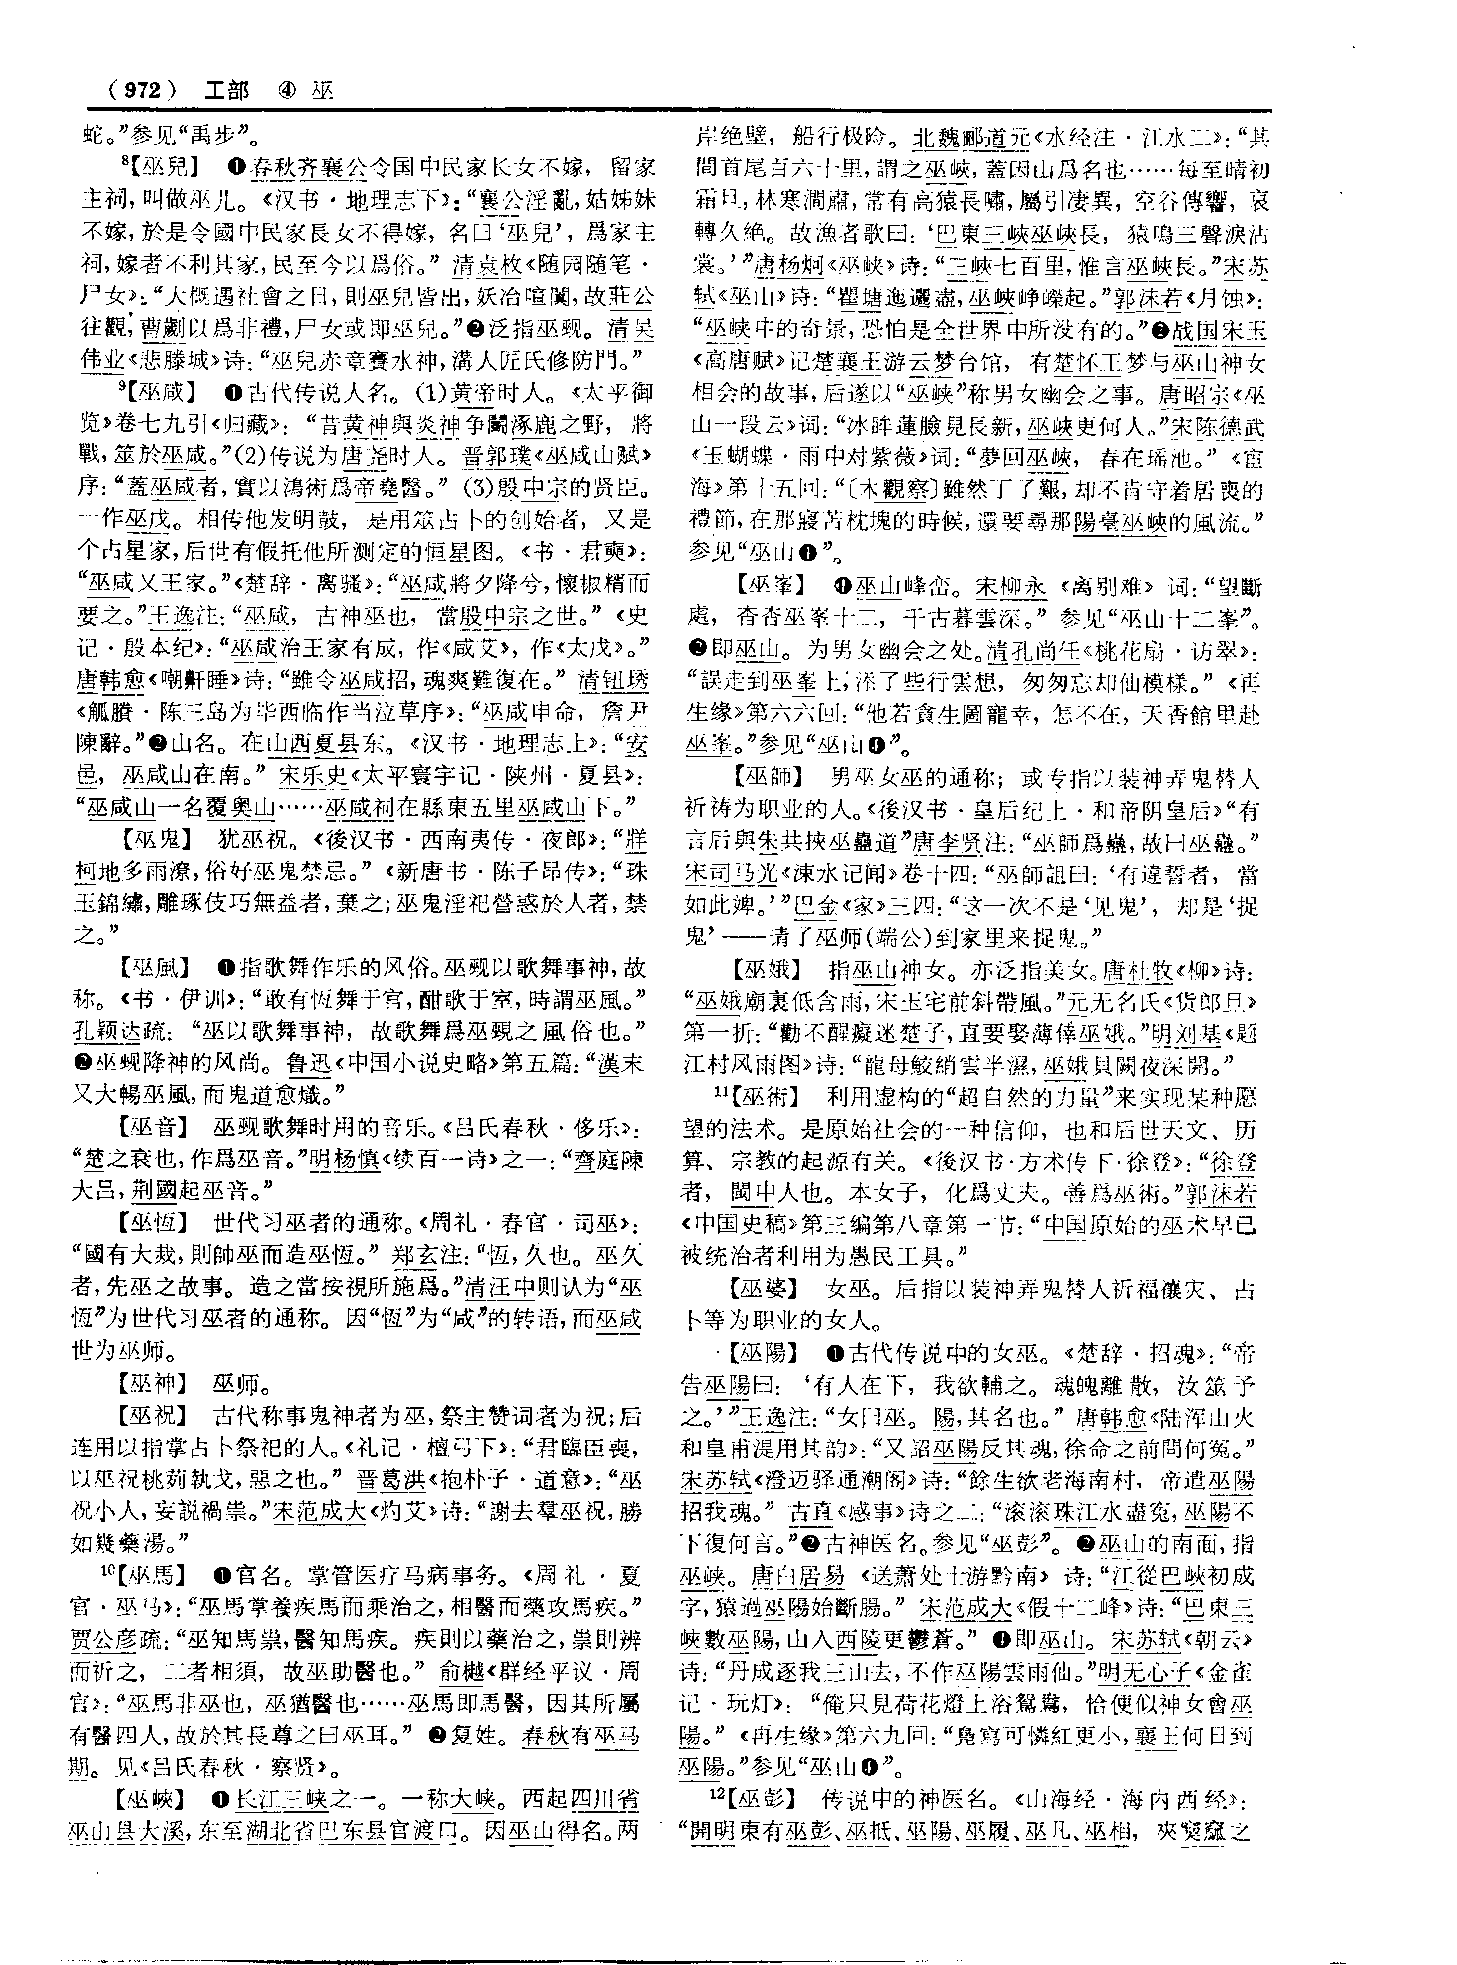 （972） 工部 ④ 巫
蛇。”参见“禹步”。
8【巫兒】 ❶春秋齐襄公令国中民家长女不嫁，留家
主祠，叫做巫儿。《汉书·地理志下》：“襄公淫亂，姑姊妹
不嫁，於是令國中民家長女不得嫁，名曰‘巫兒’，爲家主
祠，嫁者不利其家，民至今以爲俗。”清袁枚《随园随笔·
尸女》：“大概遇社會之日，則巫兒皆出，妖冶喧闐，故莊公
往觀，曹劌以爲非禮，尸女或即巫兒。”❷泛指巫觋。清吴
伟业《悲滕城》诗：“巫兒赤章賽水神，溝人匠氏修防門。”
9【巫咸】 ❶古代传说人名。(1)黄帝时人。《太平御
览》卷七九引《归藏》：“昔黄神與炎神争鬭涿鹿之野，將
戰，筮於巫咸。”(2)传说为唐尧时人。晋郭璞《巫咸山赋》
序：“蓋巫咸者，實以鴻術爲帝堯醫。”(3)殷中宗的贤臣。
一作巫戊。相传他发明鼓，是用筮占卜的创始者，又是
个占星家，后世有假托他所测定的恒星图。《书·君奭》：
“巫咸乂王家。”《楚辞·离骚》：“巫咸將夕降兮，懷椒糈而
要之。”王逸注：“巫咸，古神巫也，當殷中宗之世。”《史
记·殷本纪》：“巫咸治王家有成，作《咸艾》，作《太戊》。”
唐韩愈《嘲鼾睡》诗：“雖令巫咸招，魂爽難復在。”清钮琇
《觚賸·陈三岛为毕西临作当泣草序》：“巫咸申命，詹尹
陳辭。”❷山名。在山西夏县东。《汉书·地理志上》：“安
邑，巫咸山在南。”宋乐史《太平寰宇记·陕州·夏县》：
“巫咸山一名覆奥山……巫咸祠在縣東五里巫咸山下。”
【巫鬼】 犹巫祝。《後汉书·西南夷传·夜郎》：“牂
柯地多雨潦，俗好巫鬼禁忌。”《新唐书·陈子昂传》：“珠
玉錦繡，雕琢伎巧無益者，棄之；巫鬼淫祀營惑於人者，禁
之。”
【巫風】 ❶指歌舞作乐的风俗。巫觋以歌舞事神，故
称。《书·伊训》：“敢有恆舞于宫，酣歌于室，時謂巫風。”
孔颖达疏：“巫以歌舞事神，故歌舞爲巫覡之風俗也。”
❷巫觋降神的风尚。鲁迅《中国小说史略》第五篇：“漢末
又大暢巫風，而鬼道愈熾。”
【巫音】 巫觋歌舞时用的音乐。《吕氏春秋·侈乐》：
“楚之衰也，作爲巫音。”明杨慎《续百一诗》之一：“齊庭陳
大吕，荆國起巫音。”
【巫恆】 世代习巫者的通称。《周礼·春官·司巫》：
“國有大烖，則帥巫而造巫恆。”郑玄注：“恆，久也。巫久
者，先巫之故事。造之當按視所施爲。”清汪中则认为“巫
恆”为世代习巫者的通称。因“恆”为“咸”的转语，而巫咸
世为巫师。
【巫神】 巫师。
【巫祝】 古代称事鬼神者为巫，祭主赞词者为祝；后
连用以指掌占卜祭祀的人。《礼记·檀弓下》：“君臨臣喪，
以巫祝桃茢執戈，惡之也。”晋葛洪《抱朴子·道意》：“巫
祝小人，妄説禍祟。”宋范成大《灼艾》诗：“謝去羣巫祝，勝
如幾藥湯。”
10【巫馬】 ❶官名。掌管医疗马病事务。《周礼·夏
官·巫马》：“巫馬掌養疾馬而乘治之，相醫而藥攻馬疾。”
贾公彦疏：“巫知馬祟，醫知馬疾。疾則以藥治之，祟則辨
而祈之，二者相須，故巫助醫也。”俞樾《群经平议·周
官》：“巫馬非巫也，巫猶醫也……巫馬即馬醫，因其所屬
有醫四人，故於其長尊之曰巫耳。”❷复姓。春秋有巫马
期。见《吕氏春秋·察贤》。
【巫峽】 ❶长江三峡之一。一称大峡。西起四川省
巫山县大溪，东至湖北省巴东县官渡口。因巫山得名。两
岸绝壁，船行极险。北魏郦道元《水经注·江水二》：“其
間首尾百六十里，謂之巫峽，蓋因山爲名也……每至晴初
霜旦，林寒澗肅，常有高猿長嘯，屬引凄異，空谷傳響，哀
轉久絶。故漁者歌曰：‘巴東三峽巫峽長，猿鳴三聲淚沾
裳。’”唐杨炯《巫峡》诗：“三峽七百里，惟言巫峽長。”宋苏
轼《巫山》诗：“瞿塘迤邐盡，巫峽崢嶸起。”郭沫若《月蚀》：
“巫峡中的奇景，恐怕是全世界中所没有的。”❷战国宋玉
《高唐赋》记楚襄王游云梦台馆，有楚怀王梦与巫山神女
相会的故事，后遂以“巫峡”称男女幽会之事。唐昭宗《巫
山一段云》词：“冰眸蓮臉見長新，巫峽更何人。”宋陈德武
《玉蝴蝶·雨中对紫薇》词：“夢回巫峽，春在瑶池。”《宦
海》第十五回：“〔木觀察〕雖然丁了艱，却不肯守着居喪的
禮節，在那寢苫枕塊的時候，還要尋那陽臺巫峽的風流。”
参见“巫山❶”。
【巫峯】 ❶巫山峰峦。宋柳永《离别难》词：“望斷
處，杳杳巫峯十二，千古暮雲深。”参见“巫山十二峯”。
❷即巫山。为男女幽会之处。清孔尚任《桃花扇·访翠》：
“誤走到巫峯上，添了些行雲想，匆匆忘却仙模樣。”《再
生缘》第六六回：“他若貪生圖寵幸，怎不在，天香館里赴
巫峯。”参见“巫山❶”。
【巫師】 男巫女巫的通称；或专指以装神弄鬼替人
祈祷为职业的人。《後汉书·皇后纪上·和帝阴皇后》“有
言后與朱共挾巫蠱道”唐李贤注：“巫師爲蠱，故曰巫蠱。”
宋司马光《涑水记闻》卷十四：“巫師詛曰：‘有違誓者，當
如此婢。’”巴金《家》三四：“这一次不是‘见鬼’，却是‘捉
鬼’——请了巫师(端公)到家里来捉鬼。”
【巫娥】 指巫山神女。亦泛指美女。唐杜牧《柳》诗：
“巫娥廟裏低含雨，宋玉宅前斜帶風。”元无名氏《货郎旦》
第一折：“勸不醒癡迷楚子，直要娶薄倖巫娥。”明刘基《题
江村风雨图》诗：“龍母鮫綃雲半濕，巫娥貝闕夜深開。”
11【巫術】 利用虚构的“超自然的力量”来实现某种愿
望的法术。是原始社会的一种信仰，也和后世天文、历
算、宗教的起源有关。《後汉书·方术传下·徐登》：“徐登
者，閩中人也。本女子，化爲丈夫。善爲巫術。”郭沫若
《中国史稿》第三编第八章第一节：“中国原始的巫术早已
被统治者利用为愚民工具。”
【巫婆】 女巫。后指以装神弄鬼替人祈福禳灾、占
卜等为职业的女人。
【巫陽】 ❶古代传说中的女巫。《楚辞·招魂》：“帝
告巫陽曰：‘有人在下，我欲輔之。魂魄離散，汝筮予
之。’”王逸注：“女曰巫。陽，其名也。”唐韩愈《陆浑山火
和皇甫湜用其韵》：“又詔巫陽反其魂，徐命之前問何冤。”
宋苏轼《澄迈驿通潮阁》诗：“餘生欲老海南村，帝遣巫陽
招我魂。”古直《感事》诗之二：“滚滚珠江水盡冤，巫陽不
下復何言。”❷古神医名。参见“巫彭”。❸巫山的南面，指
巫峡。唐白居易《送萧处士游黔南》诗：“江從巴峽初成
字，猿過巫陽始斷腸。”宋范成大《假十二峰》诗：“巴東三
峽數巫陽，山入西陵更鬱蒼。”❹即巫山。宋苏轼《朝云》
诗：“丹成逐我三山去，不作巫陽雲雨仙。”明无心子《金雀
记·玩灯》：“俺只見荷花燈上浴鴛鴦，恰便似神女會巫
陽。”《再生缘》第六九回：“鳧寫可憐紅更小，襄王何日到
巫陽。”参见“巫山❶”。
12【巫彭】 传说中的神医名。《山海经·海内西经》：
“開明東有巫彭、巫抵、巫陽、巫履、巫凡、巫相，夾窫窳之